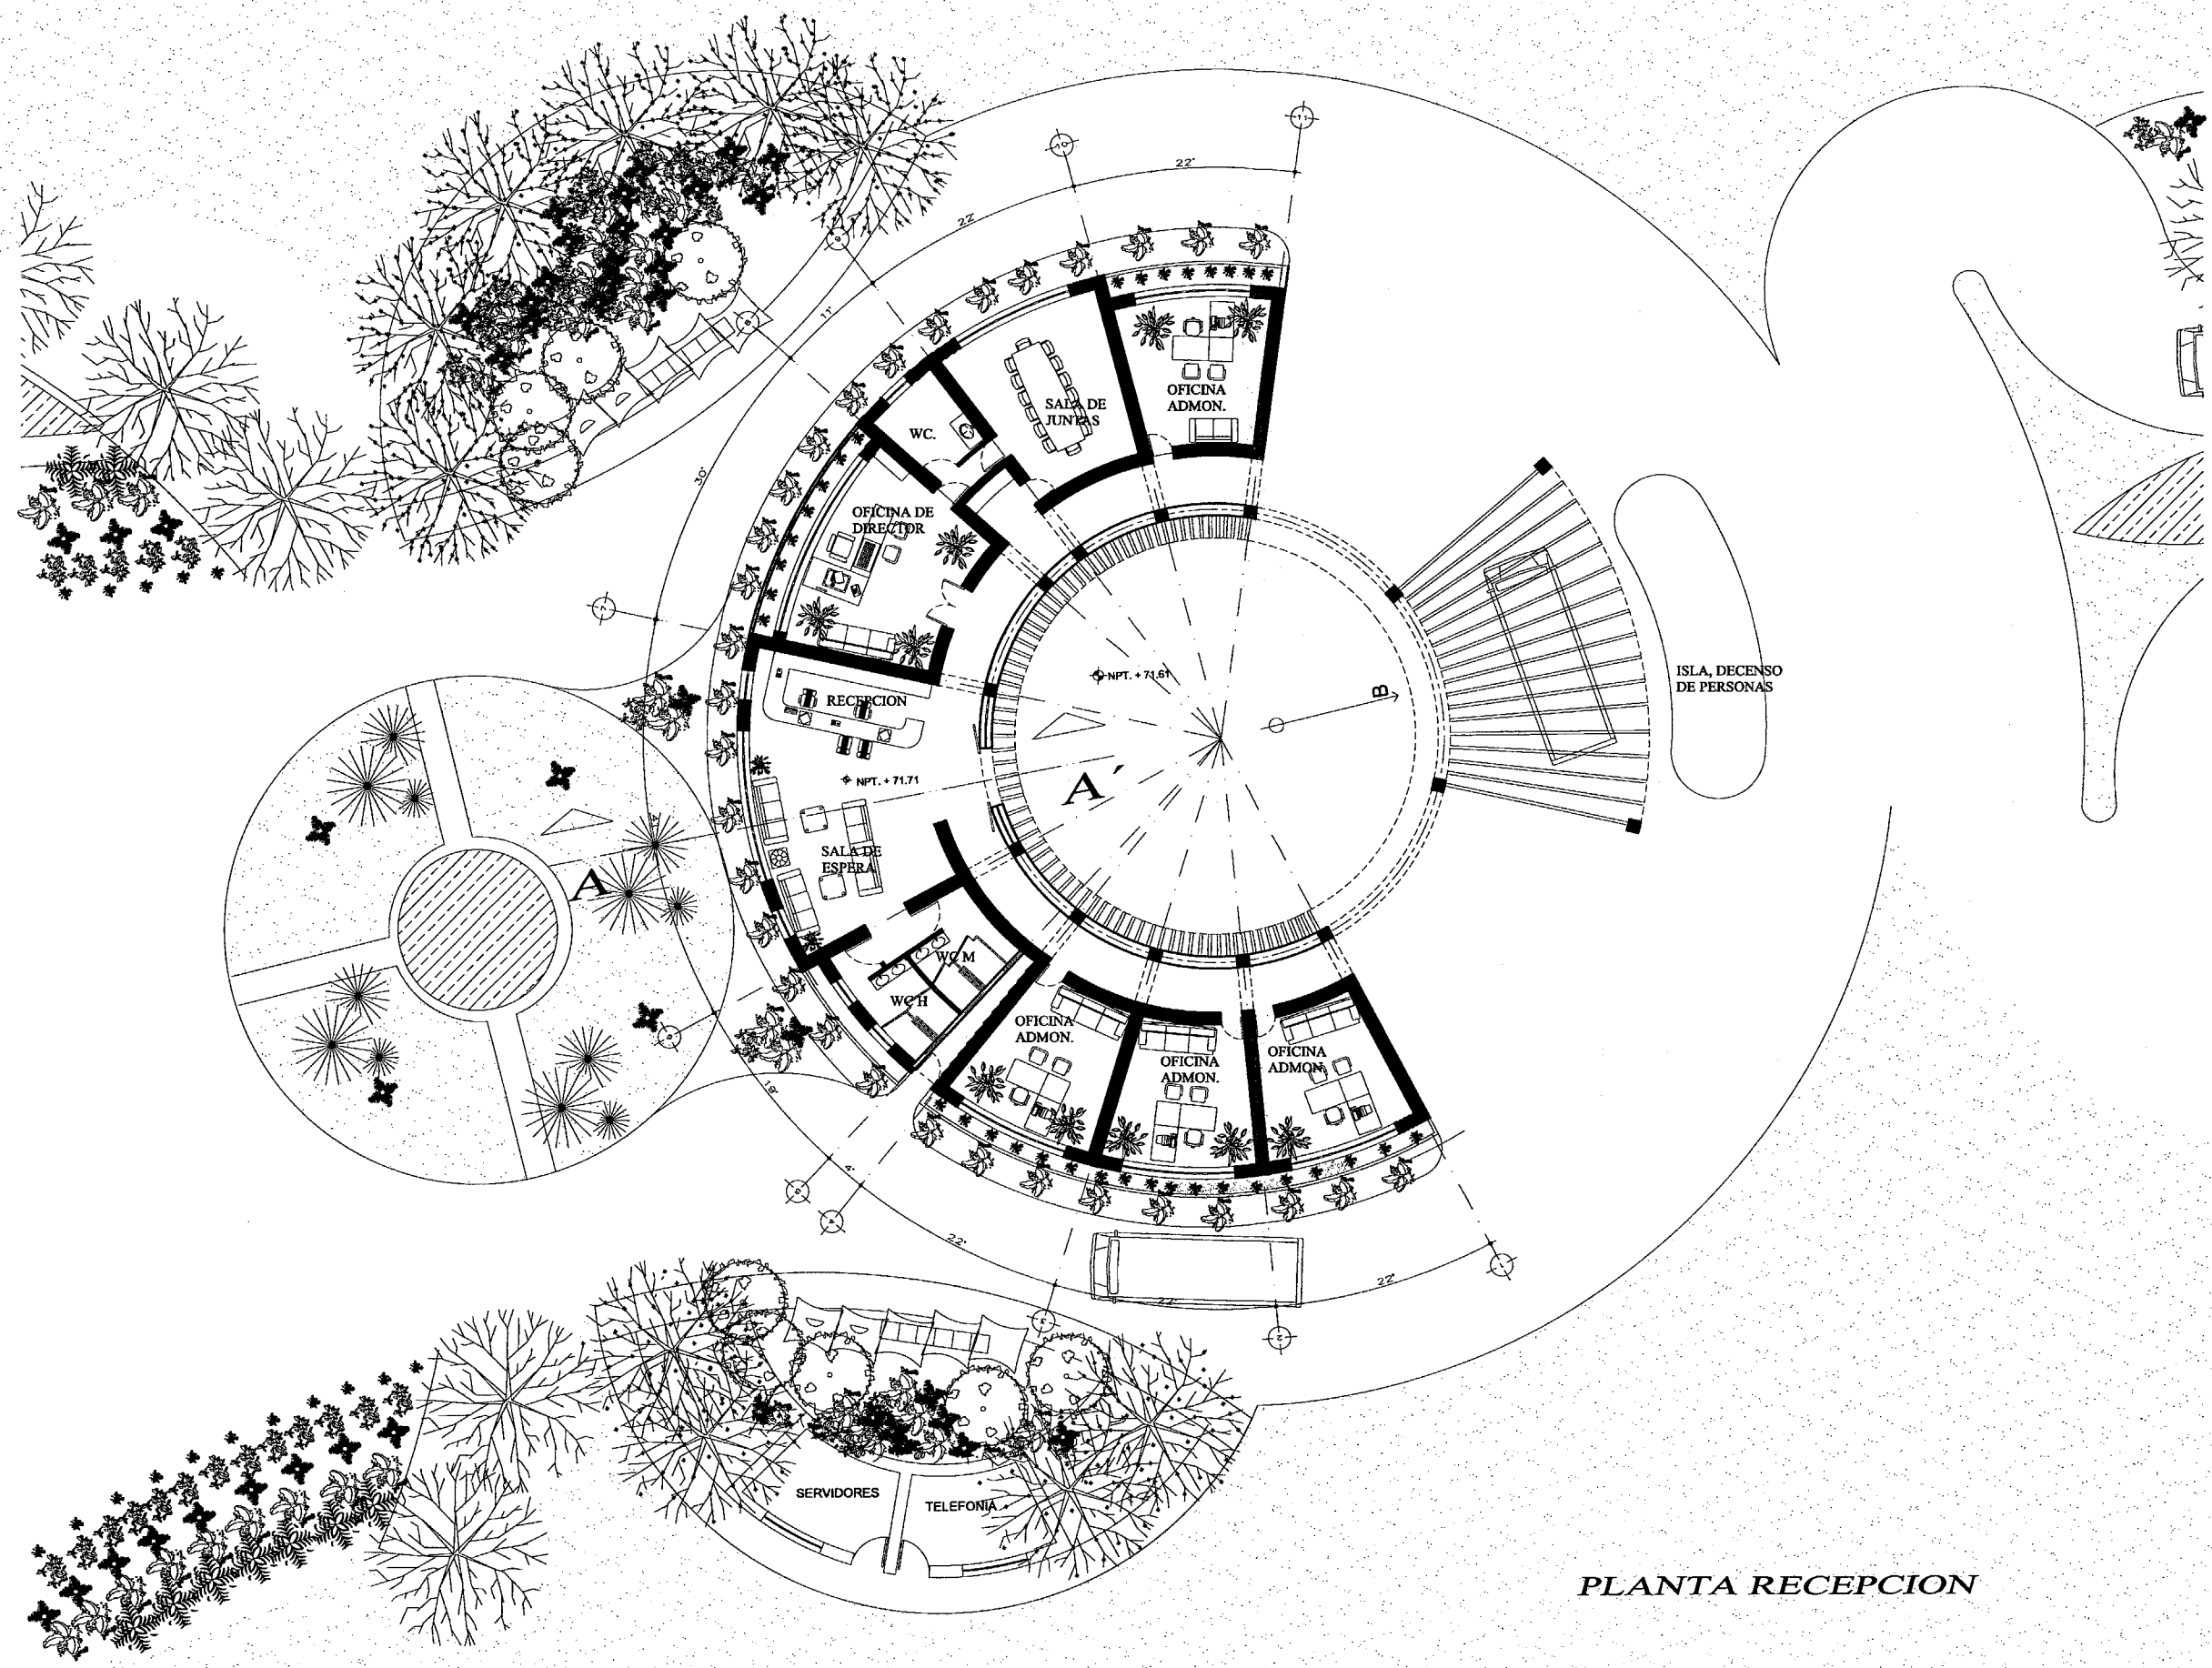 22°
22°
11°
30°
OFICINA
ADMON.
SALA DE
JUNTAS
WC.
OFICINA DE
DIRECTOR
RECEPCION
NPT. + 71.61
B
ISLA, DECENSO
DE PERSONAS
NPT. + 71.71
A´
SALA DE
ESPERA
A
WC M
WC H
OFICINA
ADMON.
OFICINA
ADMON.
OFICINA
ADMON.
4°
22°
22°
22°
SERVIDORES
TELEFONIA
PLANTA RECEPCION